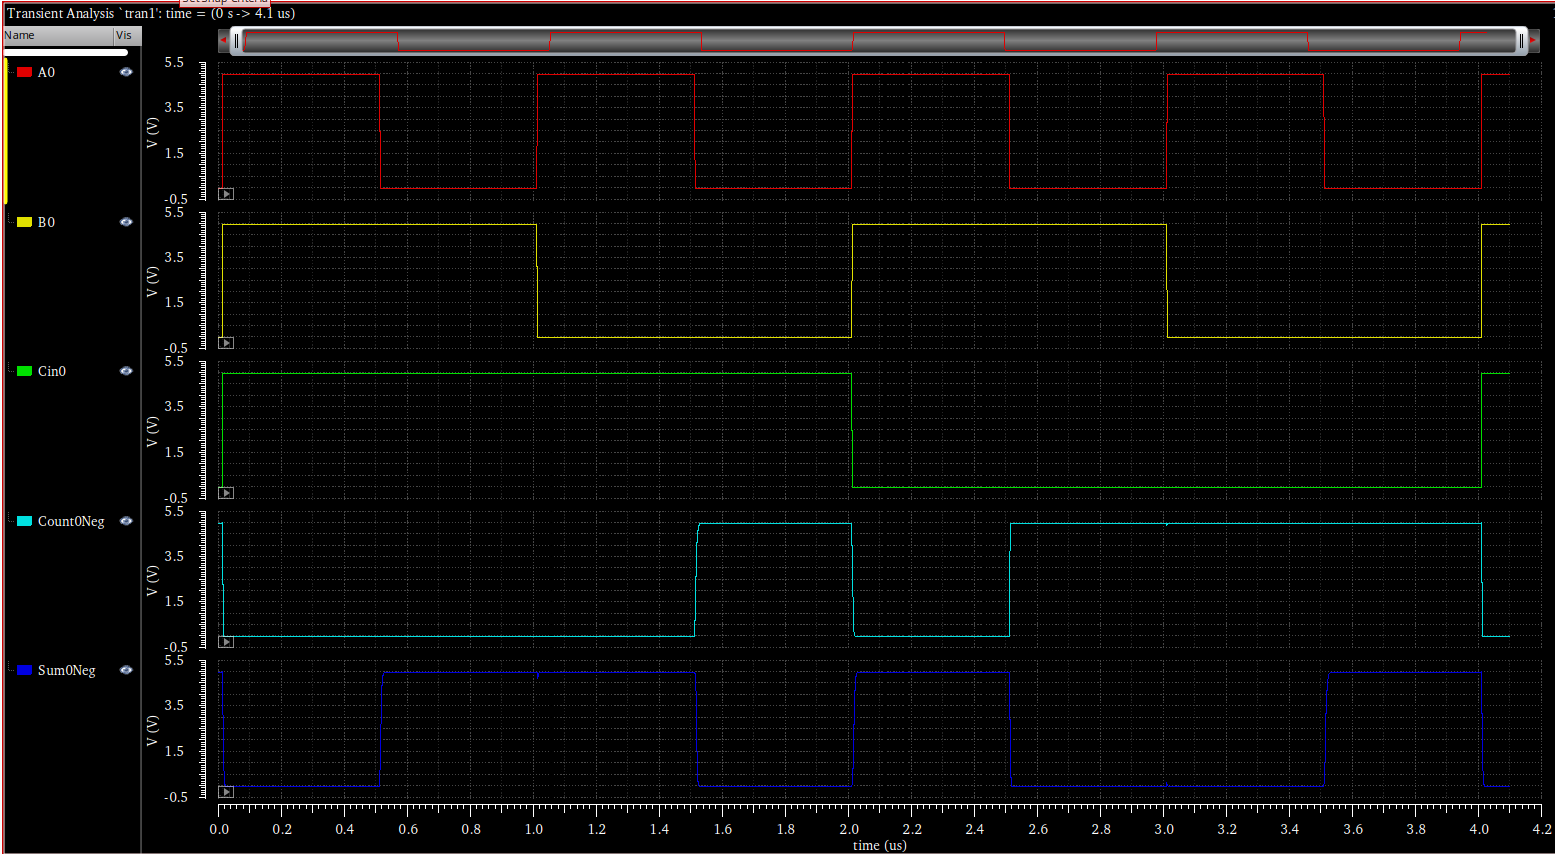 Set Snap Criteria
Transient Analysis `tran1': time = (0 s -> 4.1 us)
Name Vis
A0
5.5
3.5
1.5
-0.5
V (V)
B0
5.5
3.5
1.5
-0.5
V (V)
Cin0
5.5
3.5
1.5
-0.5
V (V)
Count0Neg
5.5
3.5
1.5
-0.5
V (V)
Sum0Neg
5.5
3.5
1.5
-0.5
V (V)
0.0 0.2 0.4 0.6 0.8 1.0 1.2 1.4 1.6 1.8 2.0 2.2 2.4 2.6 2.8 3.0 3.2 3.4 3.6 3.8 4.0 4.2
time (us)